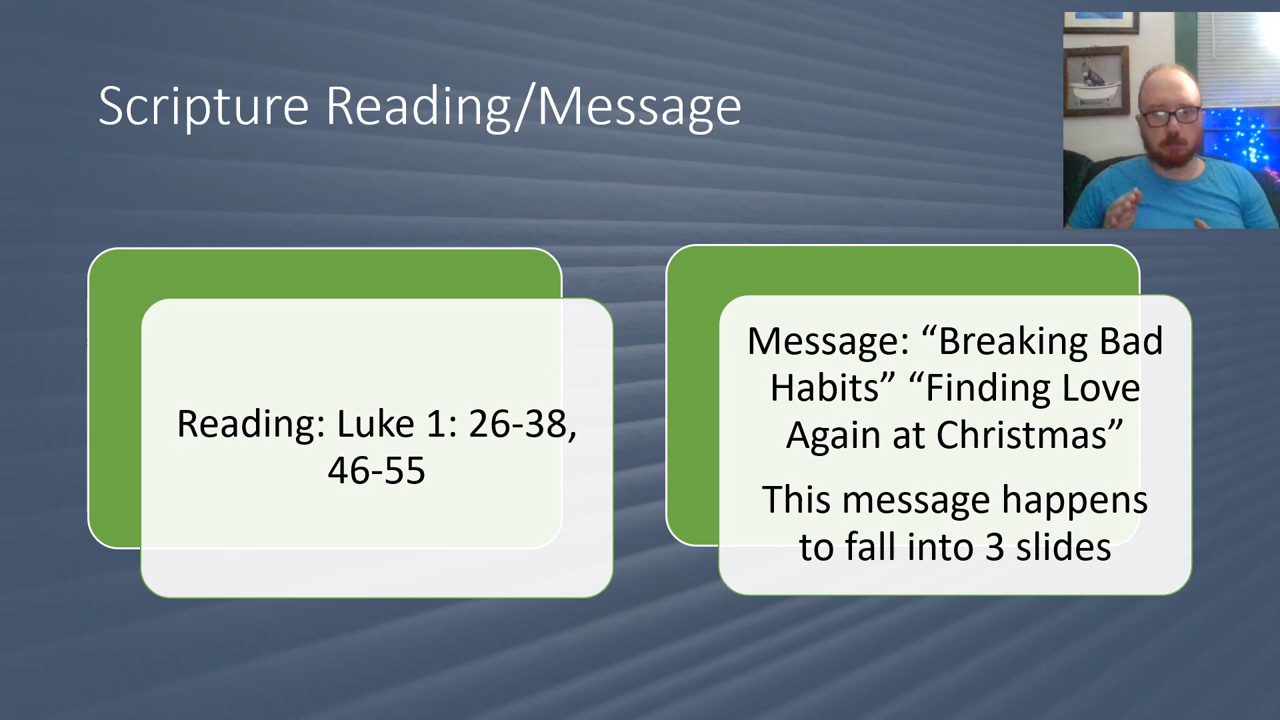 Scripture Reading/Message
Reading: Luke 1: 26-38,
46-55
Message: “Breaking Bad
Habits” “Finding Love
Again at Christmas”
This message happens
to fall into 3 slides